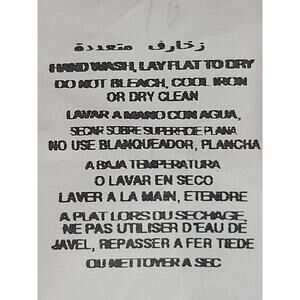 زخارف متعددة
HAND WASH, LAY FLAT TO DRY
DO NOT BLEACH, COOL IRON
OR DRY CLEAN
LAVAR A MANO CON AGUA,
SECAR SOBRE SUPERFICIE PLANA
NO USE BLANQUEADOR, PLANCHA
A BAJA TEMPERATURA
O LAVAR EN SECO
LAVER A LA MAIN, ETENDRE
A PLAT LORS DU SECHAGE,
NE PAS UTILISER D'EAU DE
JAVEL, REPASSER A FER TIEDE
OU NETTOYER A SEC